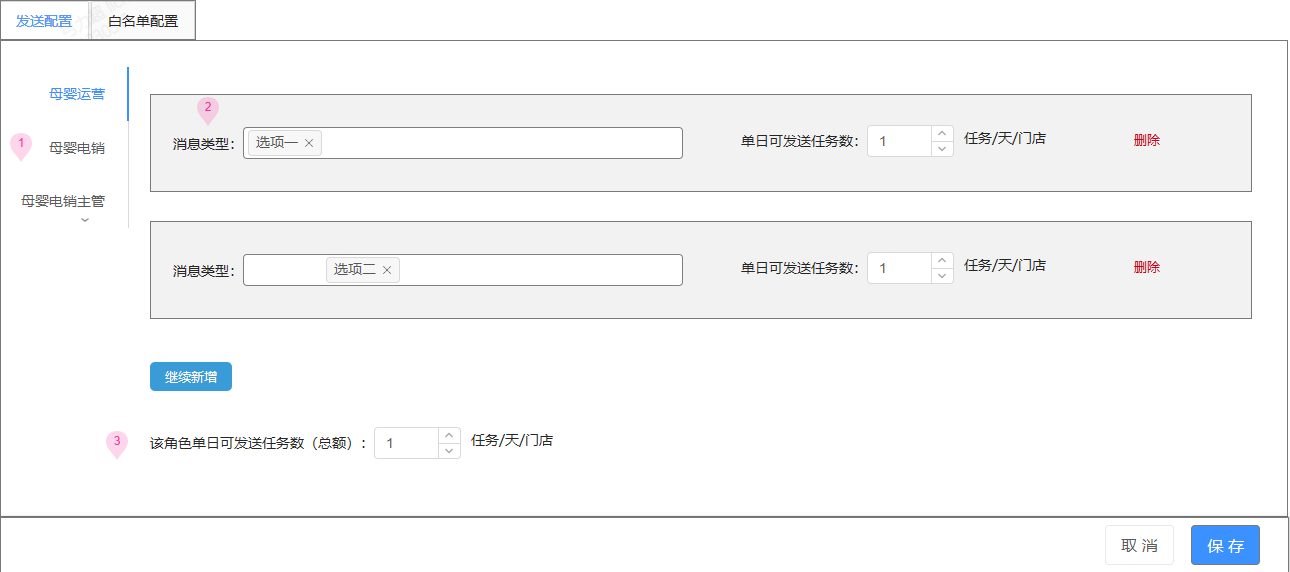 发送配置 白名单配置
母婴运营
母婴电销
母婴电销主管
1
2
消息类型： 选项一 × 单日可发送任务数： 1 任务/天/门店 删除
消息类型： 选项二 × 单日可发送任务数： 1 任务/天/门店 删除
继续新增
3
该角色单日可发送任务数（总额）： 1 任务/天/门店
取 消 保 存